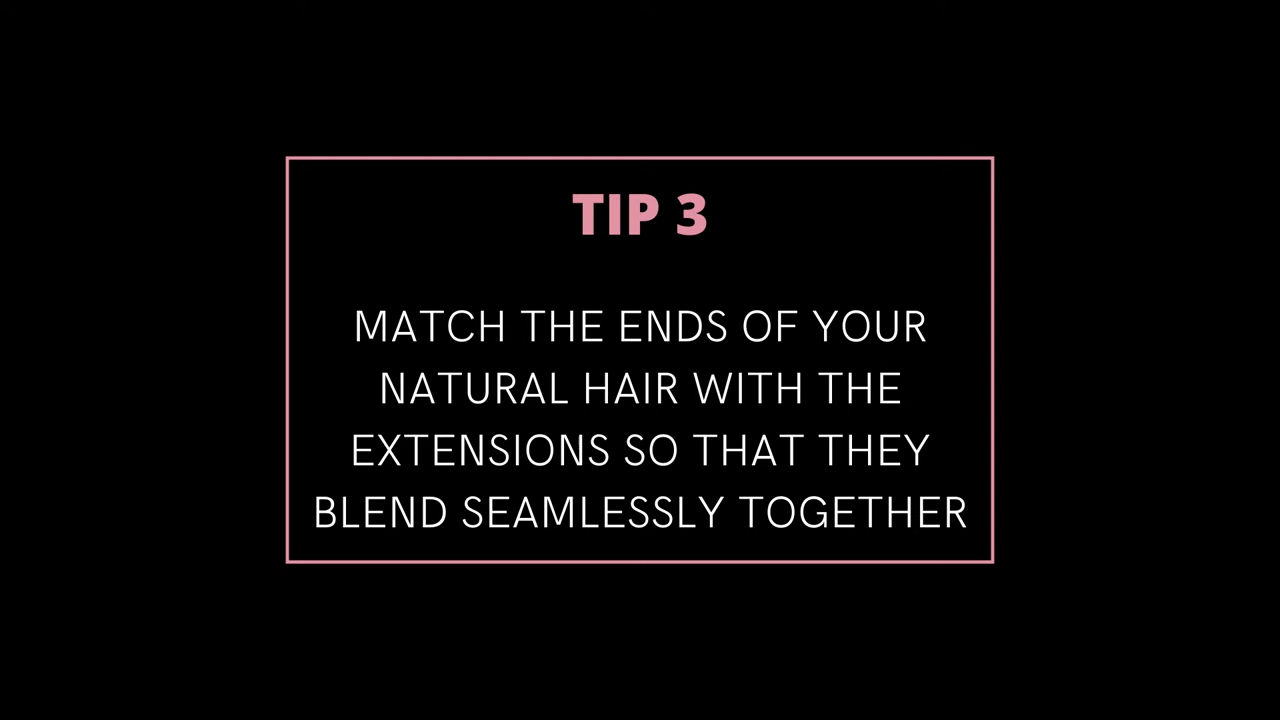 TIP 3
MATCH THE ENDS OF YOUR
NATURAL HAIR WITH THE
EXTENSIONS SO THAT THEY
BLEND SEAMLESSLY TOGETHER